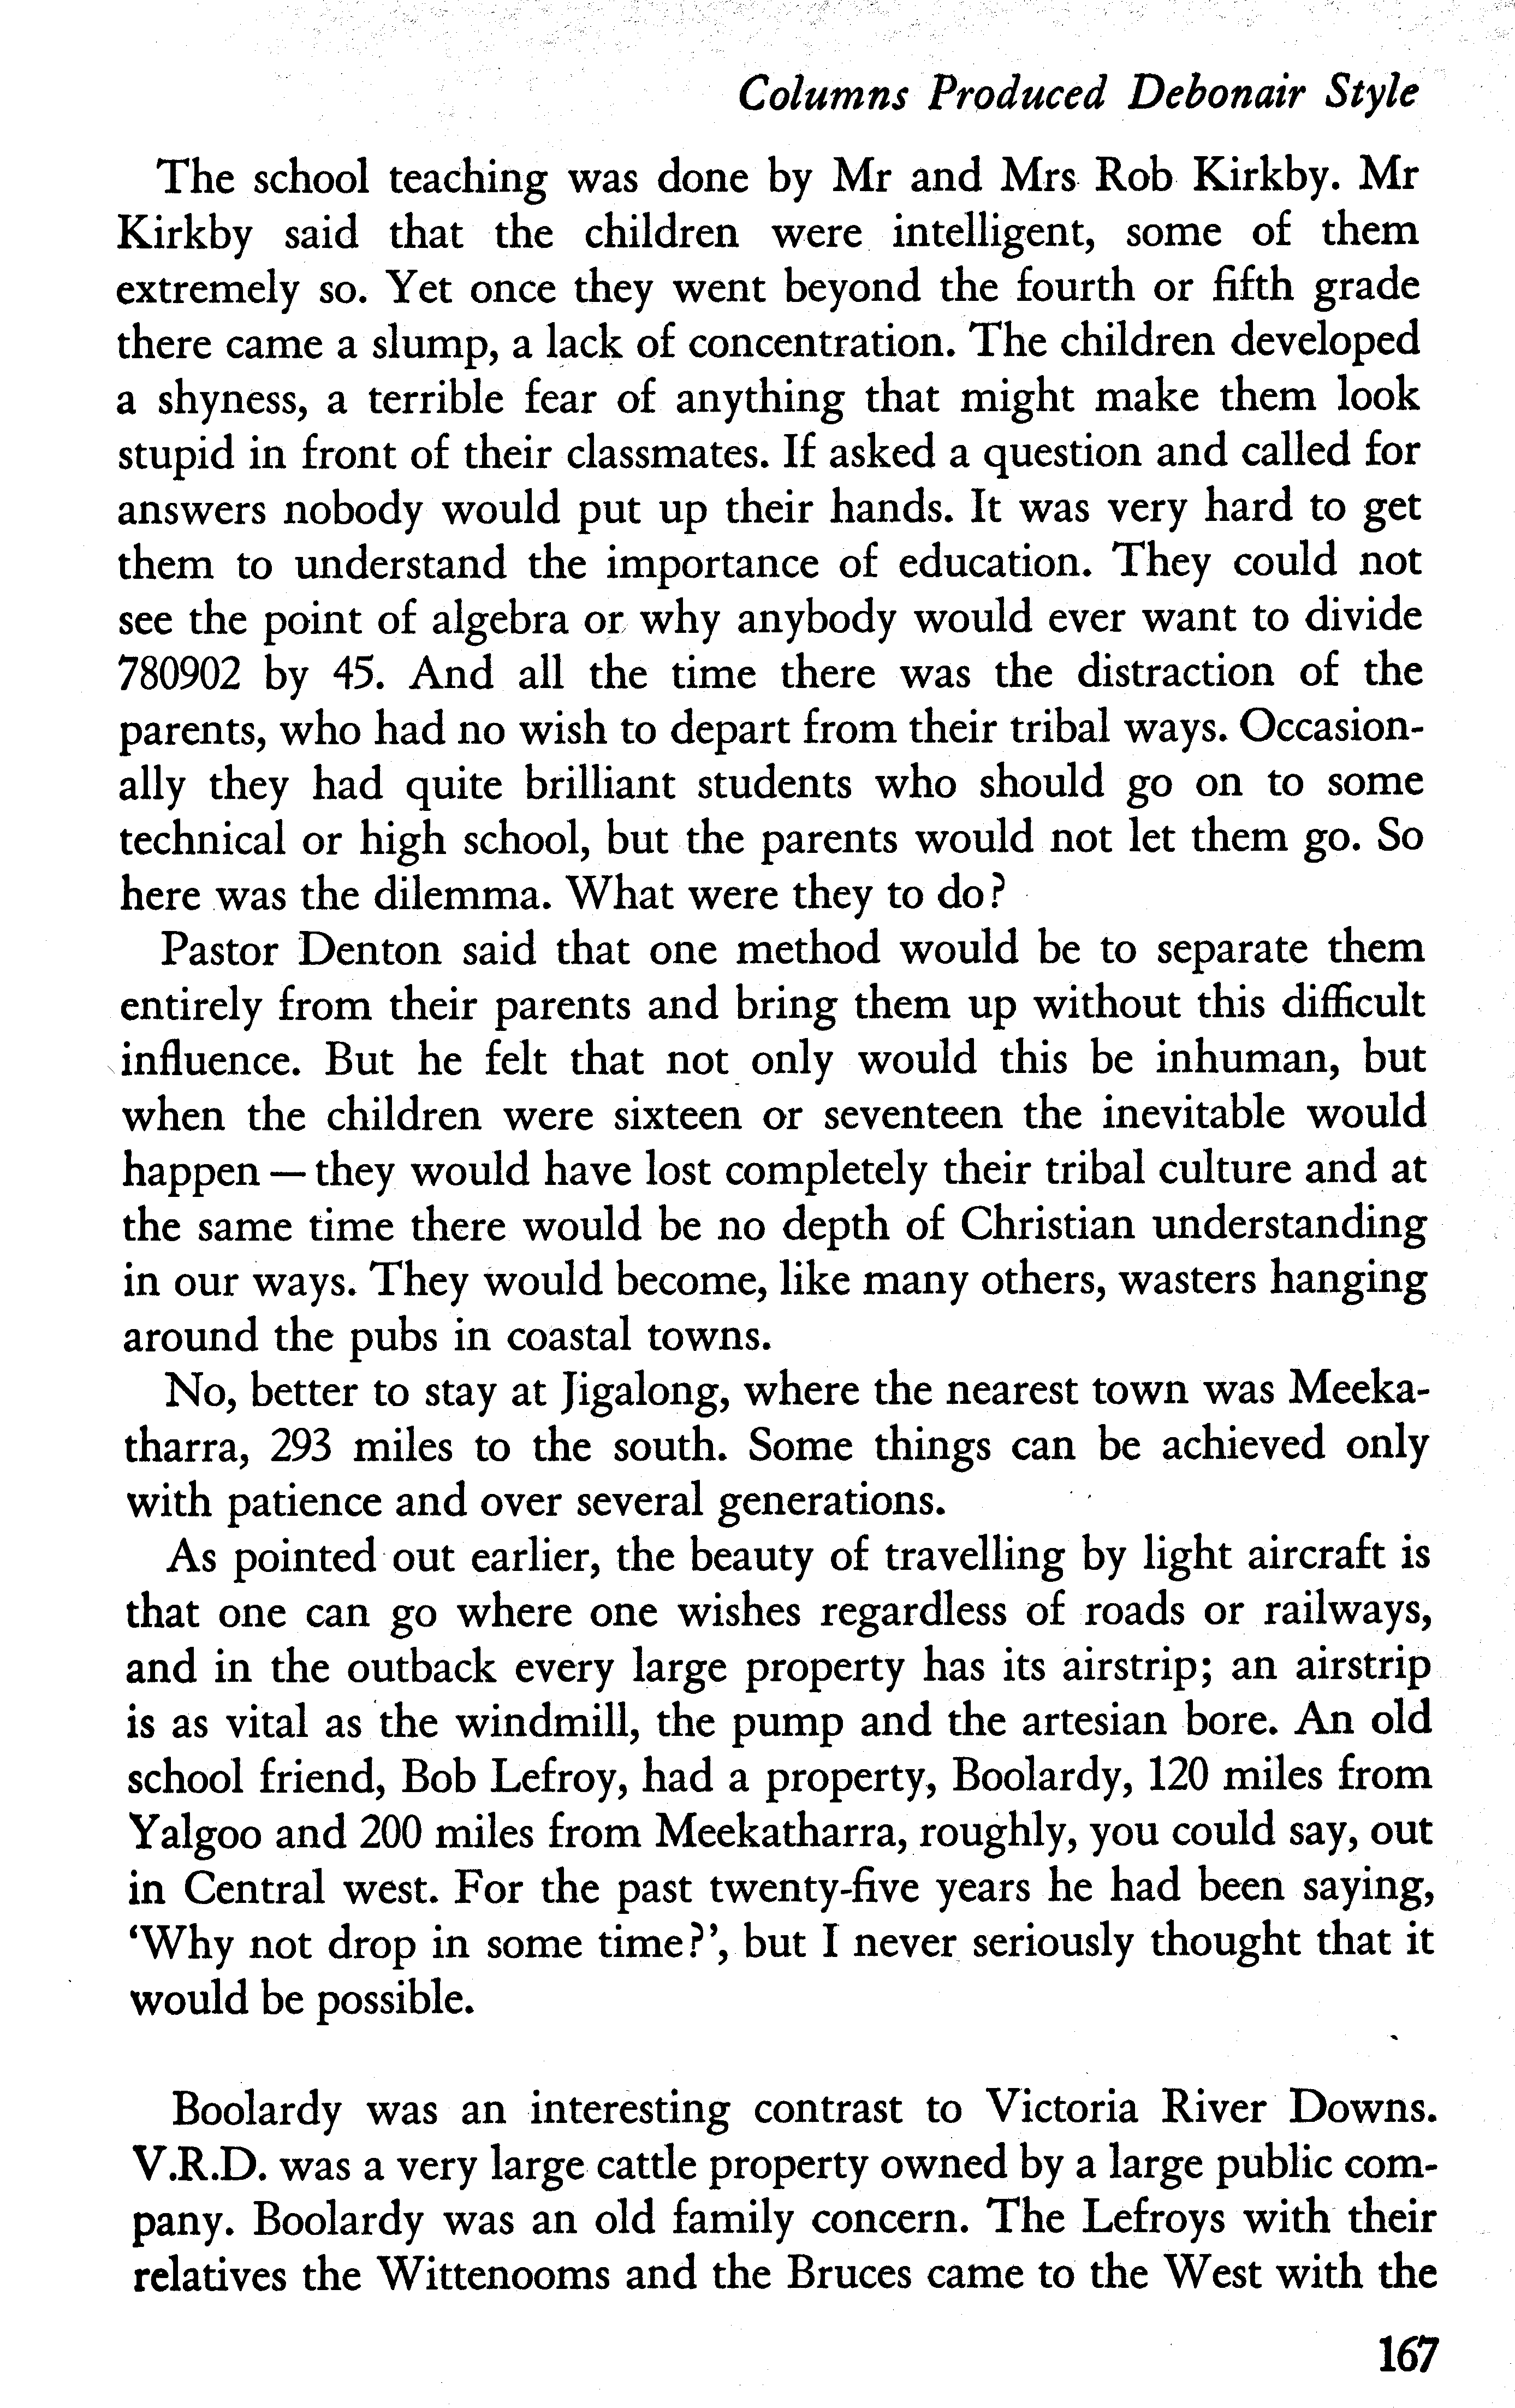 Columns Produced Debonair Style
The school teaching was done by Mr and Mrs Rob Kirkby. Mr
Kirkby said that the children were intelligent, some of them
extremely so. Yet once they went beyond the fourth or fifth grade
there came a slump, a lack of concentration. The children developed
a shyness, a terrible fear of anything that might make them look
stupid in front of their classmates. If asked a question and called for
answers nobody would put up their hands. It was very hard to get
them to understand the importance of education. They could not
see the point of algebra or why anybody would ever want to divide
780902 by 45. And all the time there was the distraction of the
parents, who had no wish to depart from their tribal ways. Occasion-
ally they had quite brilliant students who should go on to some
technical or high school, but the parents would not let them go. So
here was the dilemma. What were they to do?
Pastor Denton said that one method would be to separate them
entirely from their parents and bring them up without this difficult
influence. But he felt that not only would this be inhuman, but
when the children were sixteen or seventeen the inevitable would
happen — they would have lost completely their tribal culture and at
the same time there would be no depth of Christian understanding
in our ways. They would become, like many others, wasters hanging
around the pubs in coastal towns.
No, better to stay at Jigalong, where the nearest town was Meeka-
tharra, 293 miles to the south. Some things can be achieved only
with patience and over several generations.
As pointed out earlier, the beauty of travelling by light aircraft is
that one can go where one wishes regardless of roads or railways,
and in the outback every large property has its airstrip; an airstrip
is as vital as the windmill, the pump and the artesian bore. An old
school friend, Bob Lefroy, had a property, Boolardy, 120 miles from
Yalgoo and 200 miles from Meekatharra, roughly, you could say, out
in Central west. For the past twenty-five years he had been saying,
‘Why not drop in some time?’, but I never seriously thought that it
would be possible.
Boolardy was an interesting contrast to Victoria River Downs.
V.R.D. was a very large cattle property owned by a large public com-
pany. Boolardy was an old family concern. The Lefroys with their
relatives the Wittenooms and the Bruces came to the West with the
167